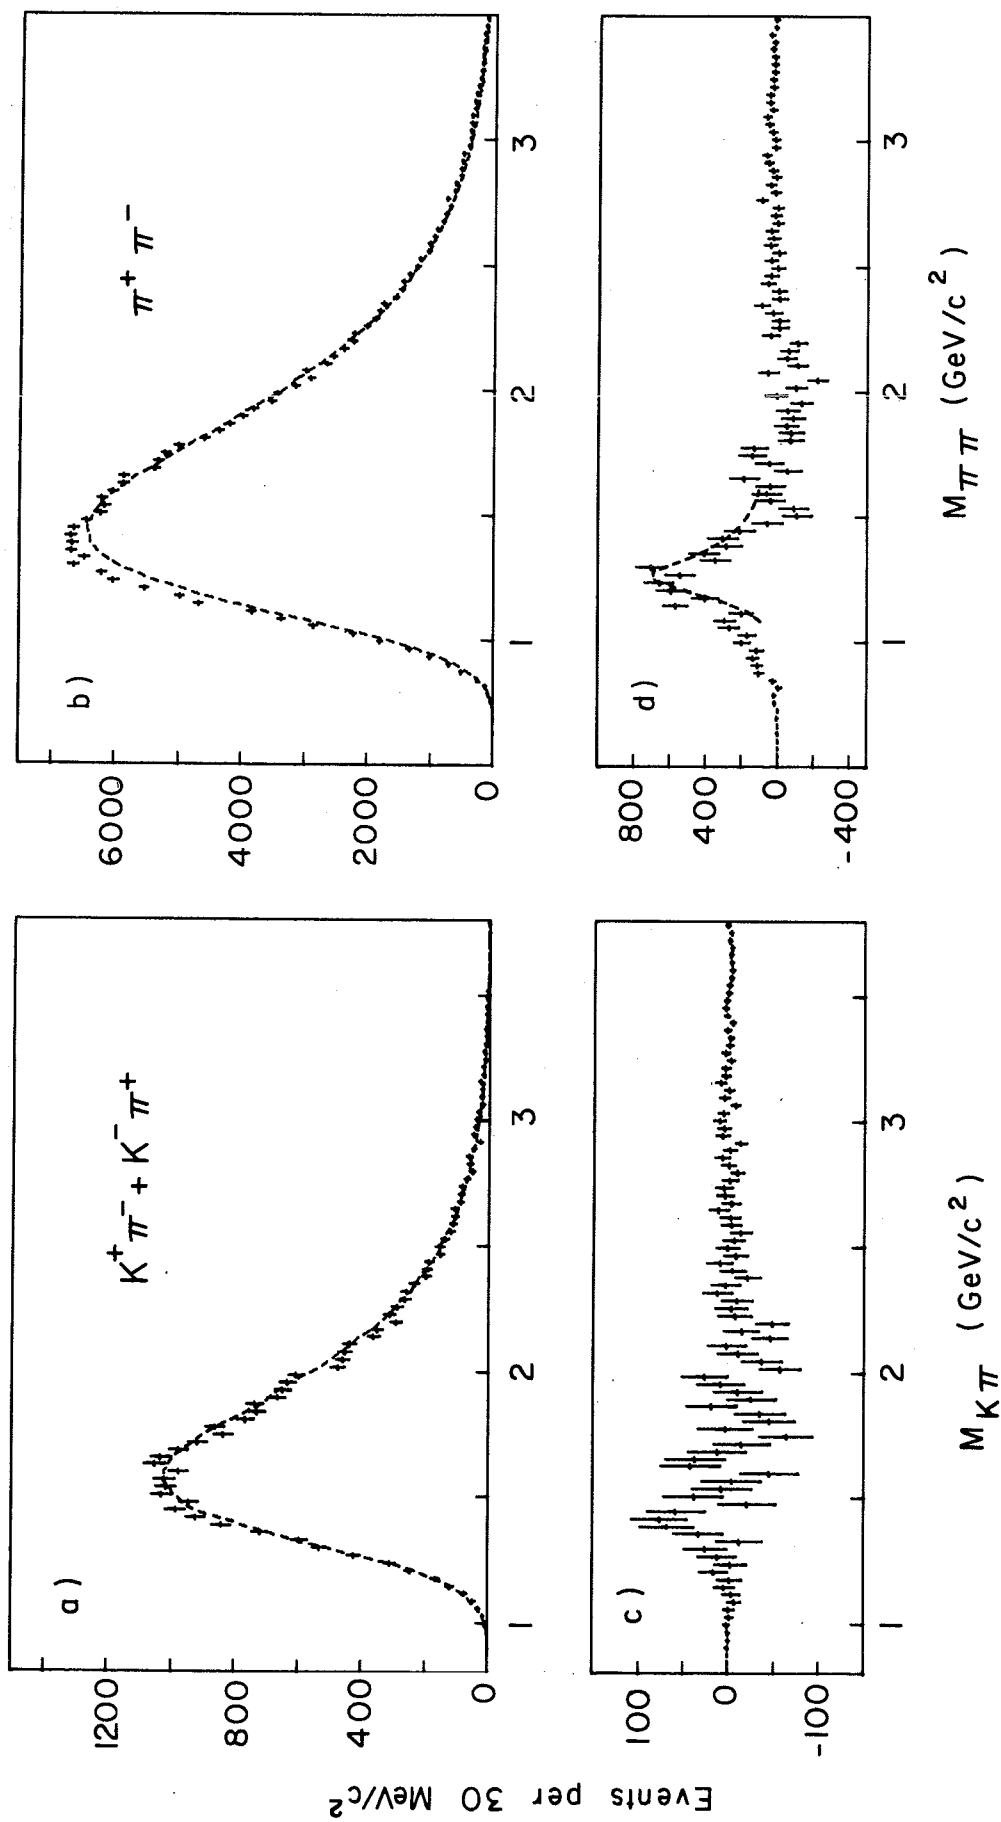 Events per 30 MeV/c²
a)
K⁺π⁻ + K⁻π⁺
1200
800
400
0
1 2 3
b)
π⁺π⁻
6000
4000
2000
0
1 2 3
c)
100
0
-100
1 2 3
M_Kπ (GeV/c²)
d)
800
400
0
-400
1 2 3
M_ππ (GeV/c²)